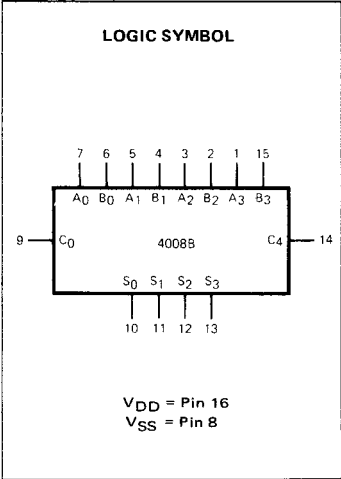 LOGIC SYMBOL
7 6 5 4 3 2 1 15
A0 B0 A1 B1 A2 B2 A3 B3
9 C0 4008B C4 14
S0 S1 S2 S3
10 11 12 13
VDD = Pin 16
VSS = Pin 8